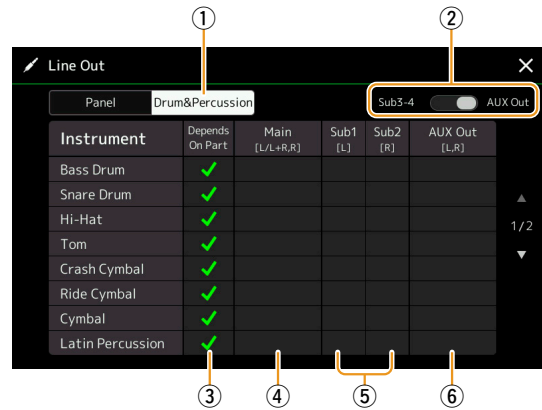 ① ②
Line Out ×
Panel Drum&Percussion Sub3-4 AUX Out
Instrument Depends On Part Main [L/L+R,R] Sub1 [L] Sub2 [R] AUX Out [L,R]
Bass Drum
Snare Drum
Hi-Hat
1/2
Tom
Crash Cymbal
Ride Cymbal
Cymbal
Latin Percussion
③ ④ ⑤ ⑥